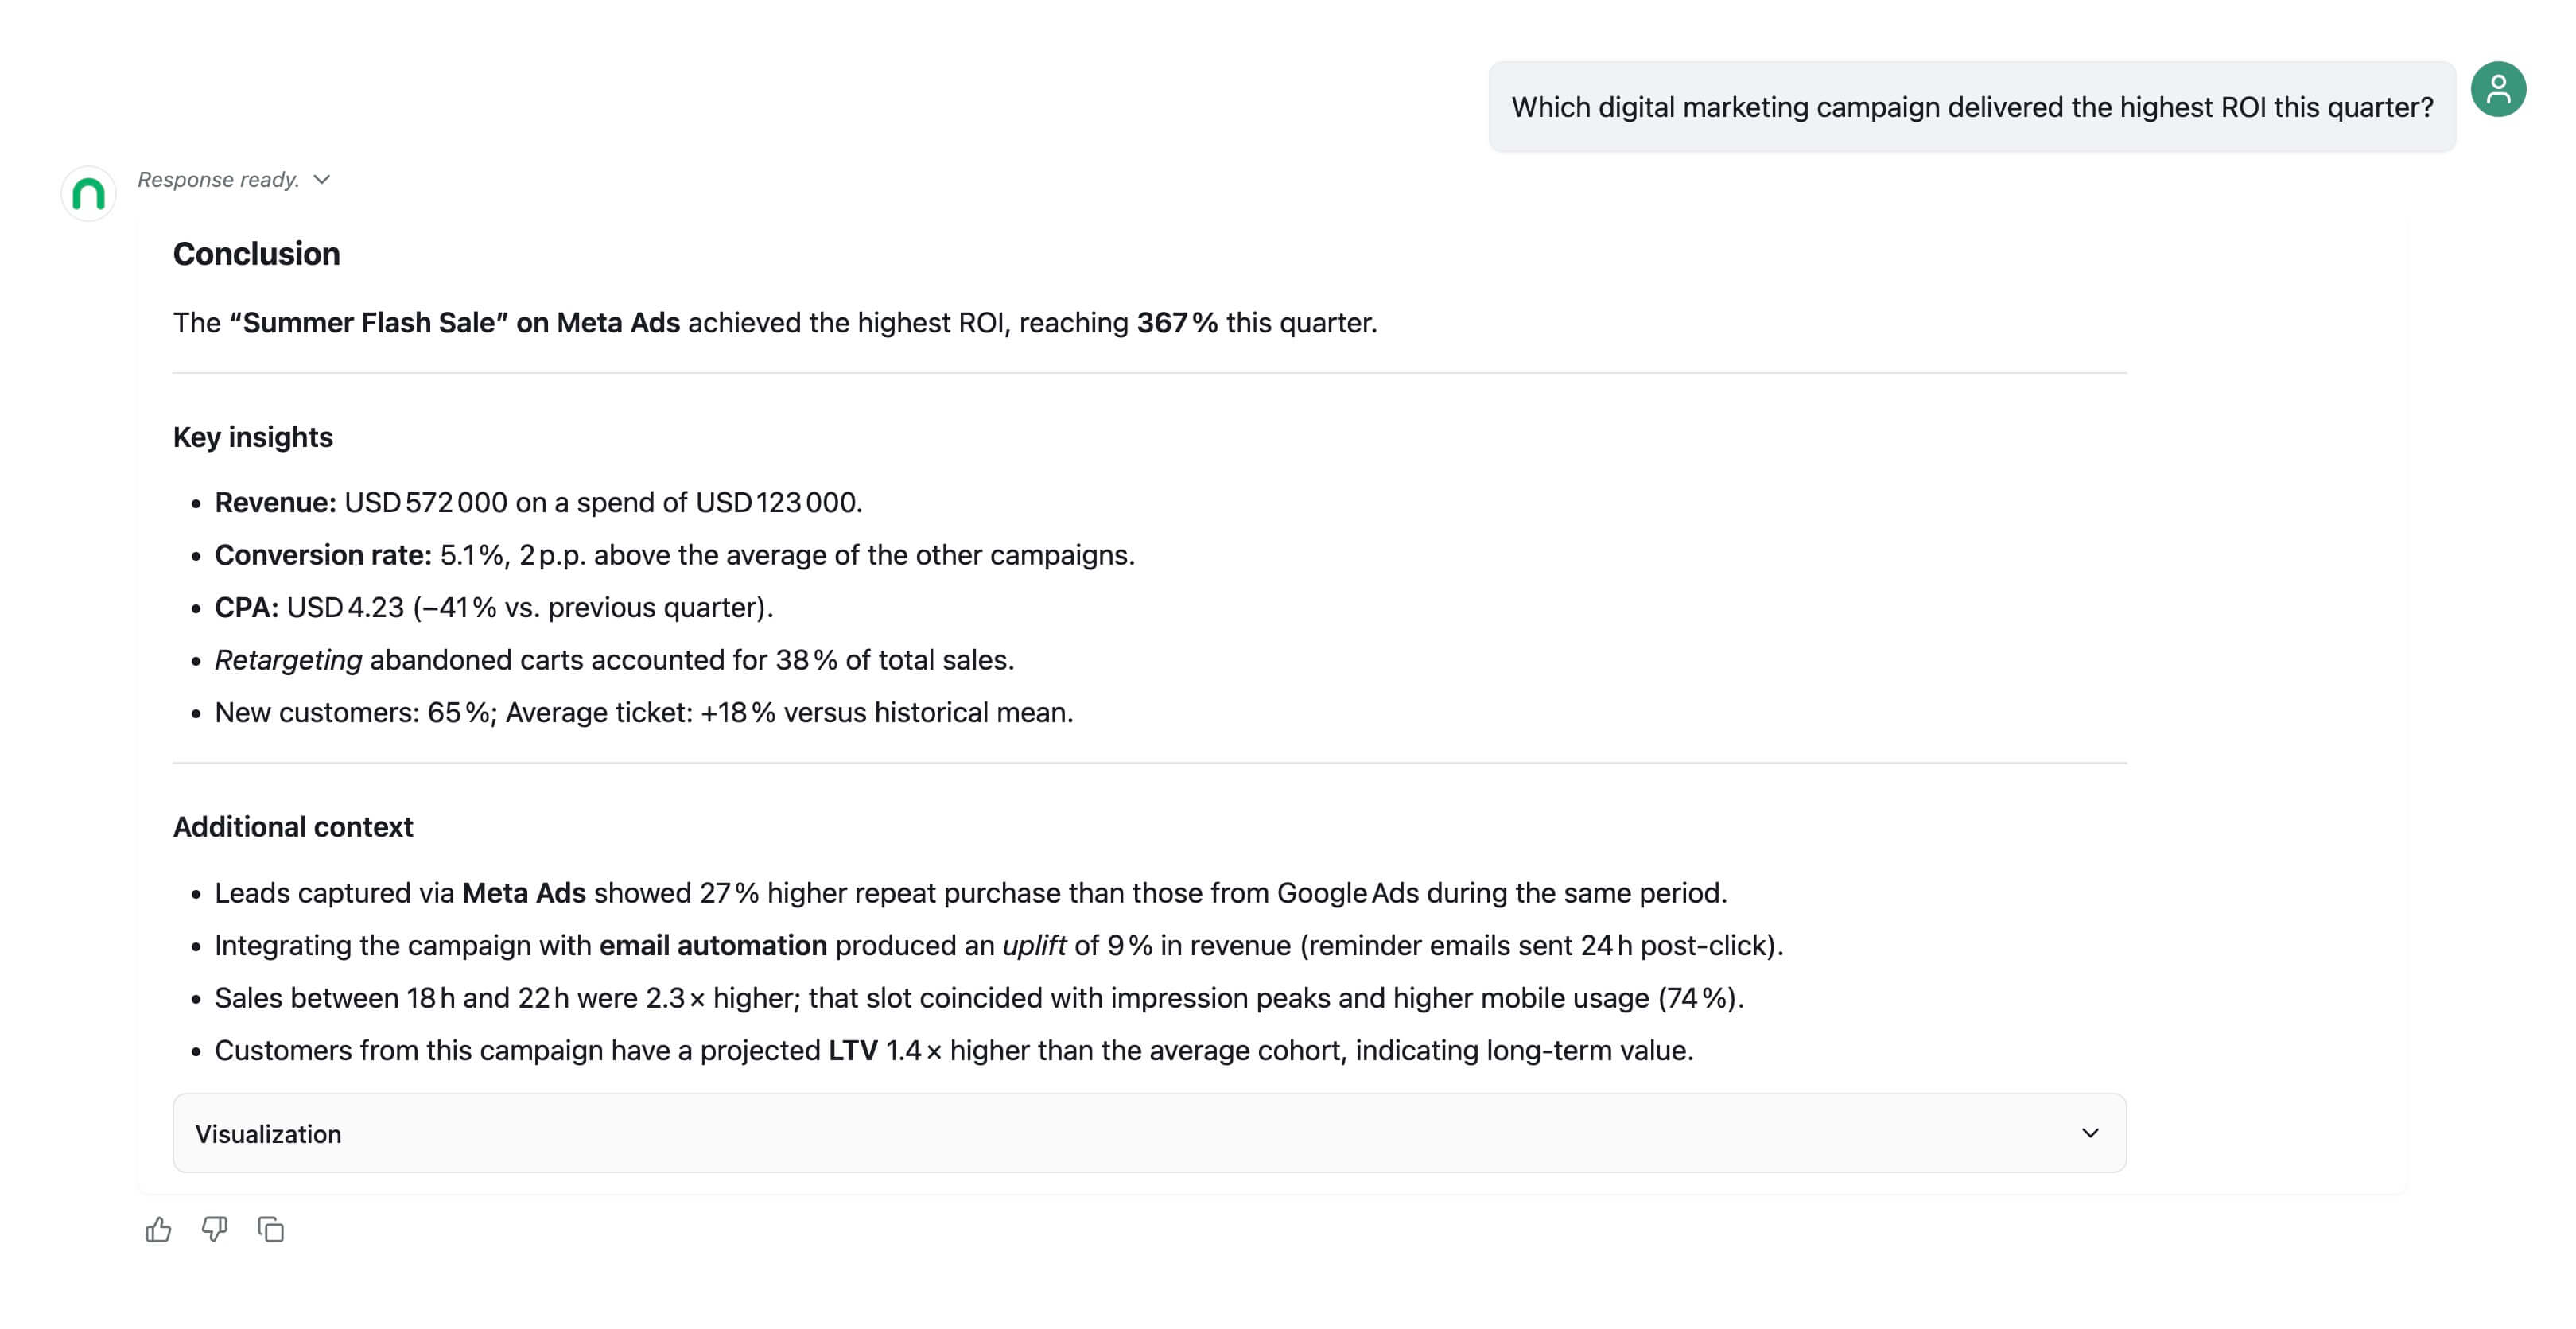 Which digital marketing campaign delivered the highest ROI this quarter?
Response ready.
Conclusion
The “Summer Flash Sale” on Meta Ads achieved the highest ROI, reaching 367 % this quarter.
Key insights
• Revenue: USD 572 000 on a spend of USD 123 000.
• Conversion rate: 5.1 %, 2 p.p. above the average of the other campaigns.
• CPA: USD 4.23 (–41 % vs. previous quarter).
• Retargeting abandoned carts accounted for 38 % of total sales.
• New customers: 65 %; Average ticket: +18 % versus historical mean.
Additional context
• Leads captured via Meta Ads showed 27 % higher repeat purchase than those from Google Ads during the same period.
• Integrating the campaign with email automation produced an uplift of 9 % in revenue (reminder emails sent 24 h post-click).
• Sales between 18 h and 22 h were 2.3 × higher; that slot coincided with impression peaks and higher mobile usage (74 %).
• Customers from this campaign have a projected LTV 1.4 × higher than the average cohort, indicating long-term value.
Visualization